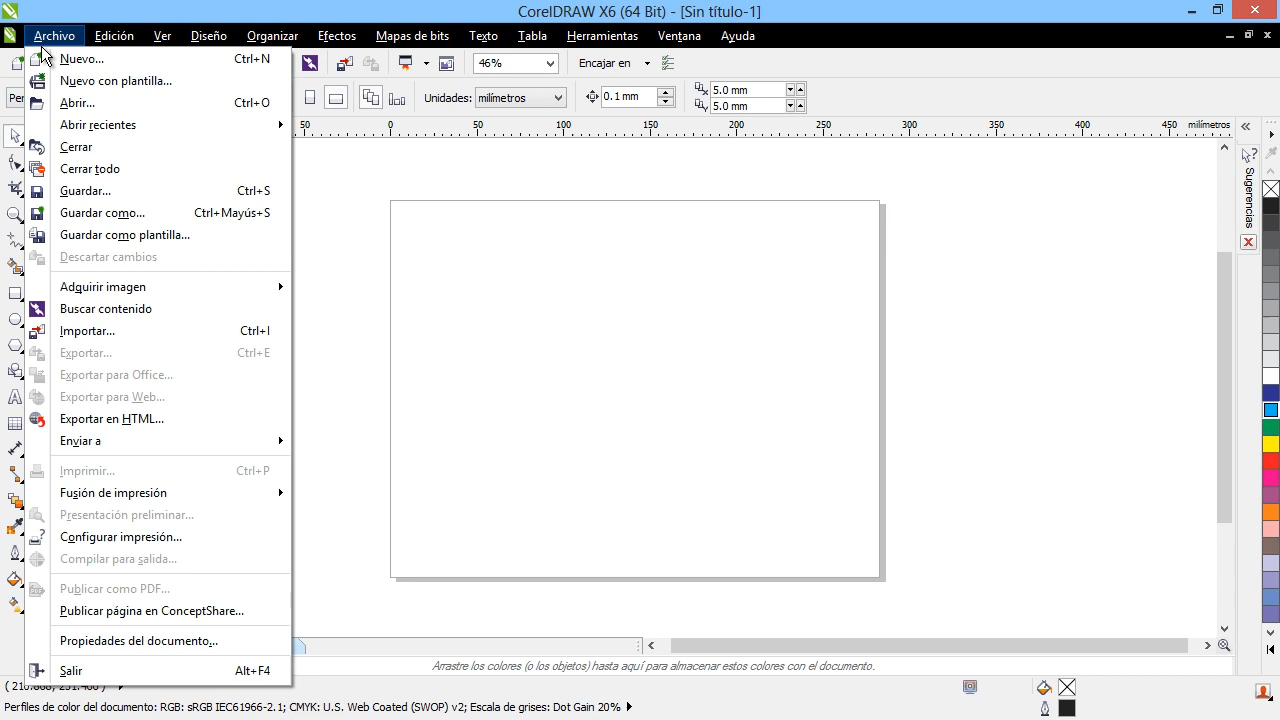 CorelDRAW X6 (64 Bit) - [Sin título-1]
Archivo Edición Ver Diseño Organizar Efectos Mapas de bits Texto Tabla Herramientas Ventana Ayuda
Nuevo... Ctrl+N
46% Encajar en
Nuevo con plantilla...
Abrir... Ctrl+O
Unidades: milímetros 0.1 mm 5.0 mm
5.0 mm
Abrir recientes
50 0 50 100 150 200 250 300 350 400 450 milímetros
Cerrar
Cerrar todo
Guardar... Ctrl+S
Guardar como... Ctrl+Mayús+S
Guardar como plantilla...
Descartar cambios
Sugerencias
Adquirir imagen
Buscar contenido
Importar... Ctrl+I
Exportar... Ctrl+E
Exportar para Office...
Exportar para Web...
Exportar en HTML...
Enviar a
Imprimir... Ctrl+P
Fusión de impresión
Presentación preliminar...
Configurar impresión...
Compilar para salida...
Publicar como PDF...
Publicar página en ConceptShare...
Propiedades del documento...
Salir Alt+F4
Arrastre los colores (o los objetos) hasta aquí para almacenar estos colores con el documento.
Perfiles de color del documento: RGB: sRGB IEC61966-2.1; CMYK: U.S. Web Coated (SWOP) v2; Escala de grises: Dot Gain 20%